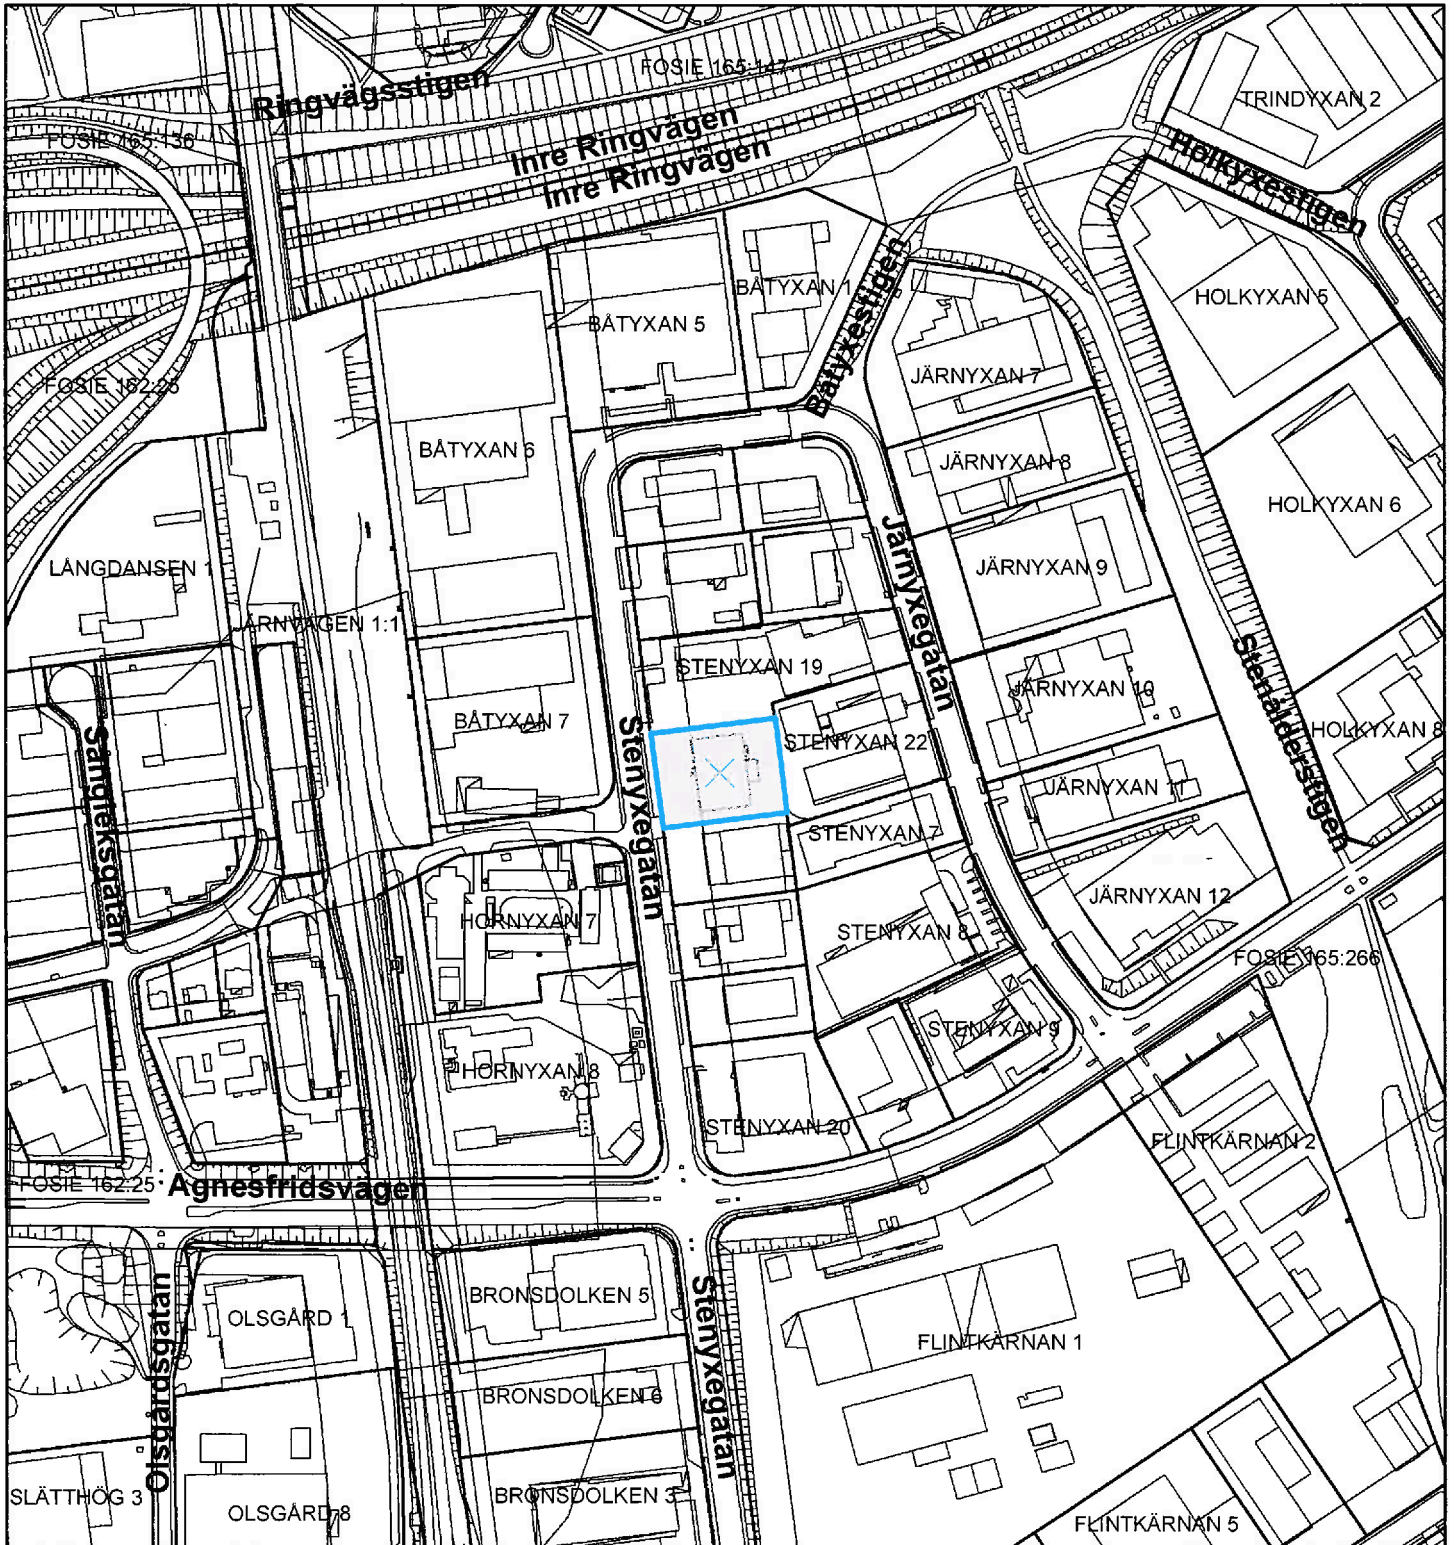 FOSIE 165:147
Ringvägsstigen
TRINDYXAN 2
FOSIE 165:136
Inre Ringvägen
Inre Ringvägen
Holkyxestigen
BÅTYXAN 1
HOLKYXAN 5
BÅTYXAN 5
Båtyxestigen
FOSIE 162:25
JÄRNYXAN 7
BÅTYXAN 6
JÄRNYXAN 8
HOLKYXAN 6
LÅNGDANSEN 1
Järnyxegatan
JÄRNYXAN 9
JÄRNVÄGEN 1:1
STENYXAN 19
Stenåldersstigen
JÄRNYXAN 10
BÅTYXAN 7
Stenyxegatan
STENYXAN 22
HOLKYXAN 8
Sångleksgatan
JÄRNYXAN 11
STENYXAN 7
JÄRNYXAN 12
HORNYXAN 7
STENYXAN 8
FOSIE 165:266
STENYXAN 9
HORNYXAN 8
STENYXAN 20
FLINTKÄRNAN 2
FOSIE 162:25
Agnesfridsvägen
Olsgårdsgatan
BRONSDOLKEN 5
Stenyxegatan
OLSGÅRD 1
FLINTKÄRNAN 1
BRONSDOLKEN 6
SLÄTTHÖG 3
BRONSDOLKEN 3
OLSGÅRD 8
FLINTKÄRNAN 5